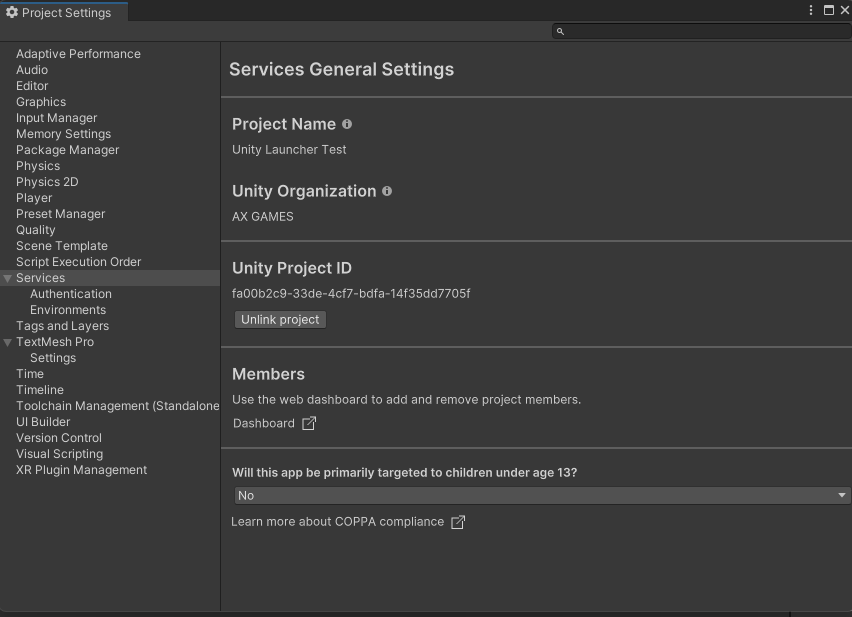 Project Settings
Adaptive Performance
Audio
Editor
Graphics
Input Manager
Memory Settings
Package Manager
Physics
Physics 2D
Player
Preset Manager
Quality
Scene Template
Script Execution Order
Services
Authentication
Environments
Tags and Layers
TextMesh Pro
Settings
Time
Timeline
Toolchain Management (Standalone
UI Builder
Version Control
Visual Scripting
XR Plugin Management
Services General Settings
Project Name
Unity Launcher Test
Unity Organization
AX GAMES
Unity Project ID
fa00b2c9-33de-4cf7-bdfa-14f35dd7705f
Unlink project
Members
Use the web dashboard to add and remove project members.
Dashboard
Will this app be primarily targeted to children under age 13?
No
Learn more about COPPA compliance